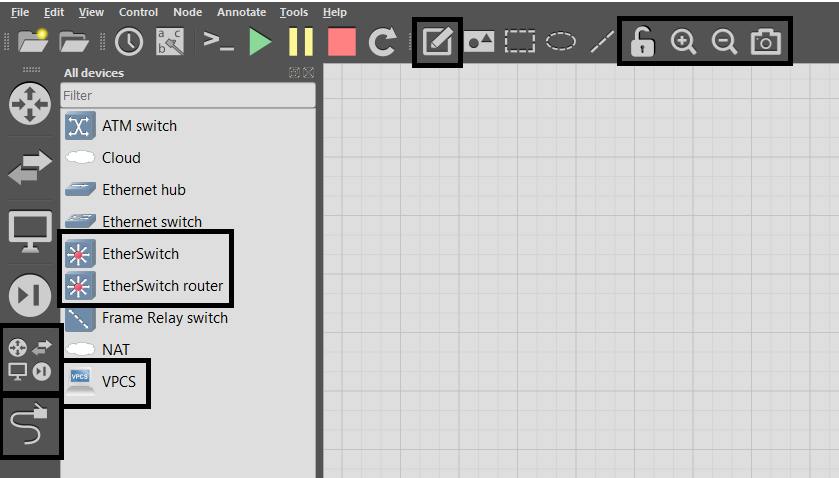 File Edit View Control Node Annotate Tools Help
a c
b
>_
All devices
Filter
ATM switch
Cloud
Ethernet hub
Ethernet switch
EtherSwitch
EtherSwitch router
Frame Relay switch
NAT
VPCS
VPCS